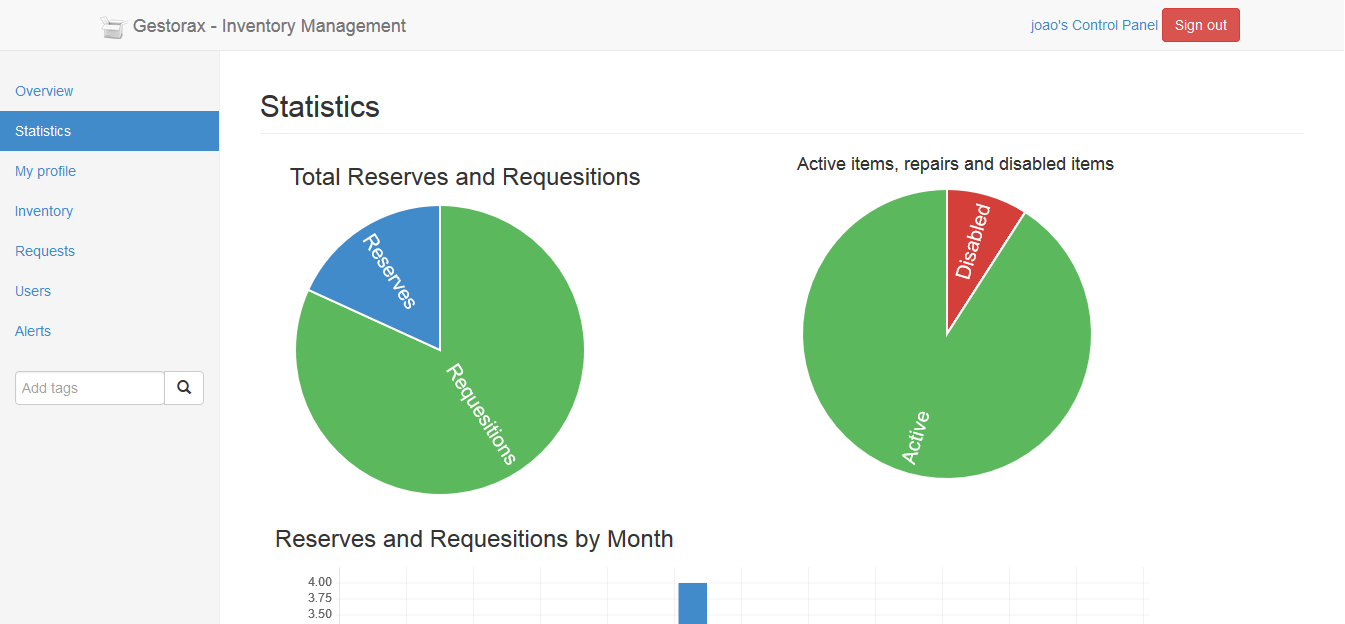 Gestorax - Inventory Management
joao's Control Panel
Sign out
Overview
Statistics
My profile
Inventory
Requests
Users
Alerts
Add tags
Statistics
Total Reserves and Requesitions
Reserves
Requesitions
Active items, repairs and disabled items
Disabled
Active
Reserves and Requesitions by Month
4.00
3.75
3.50